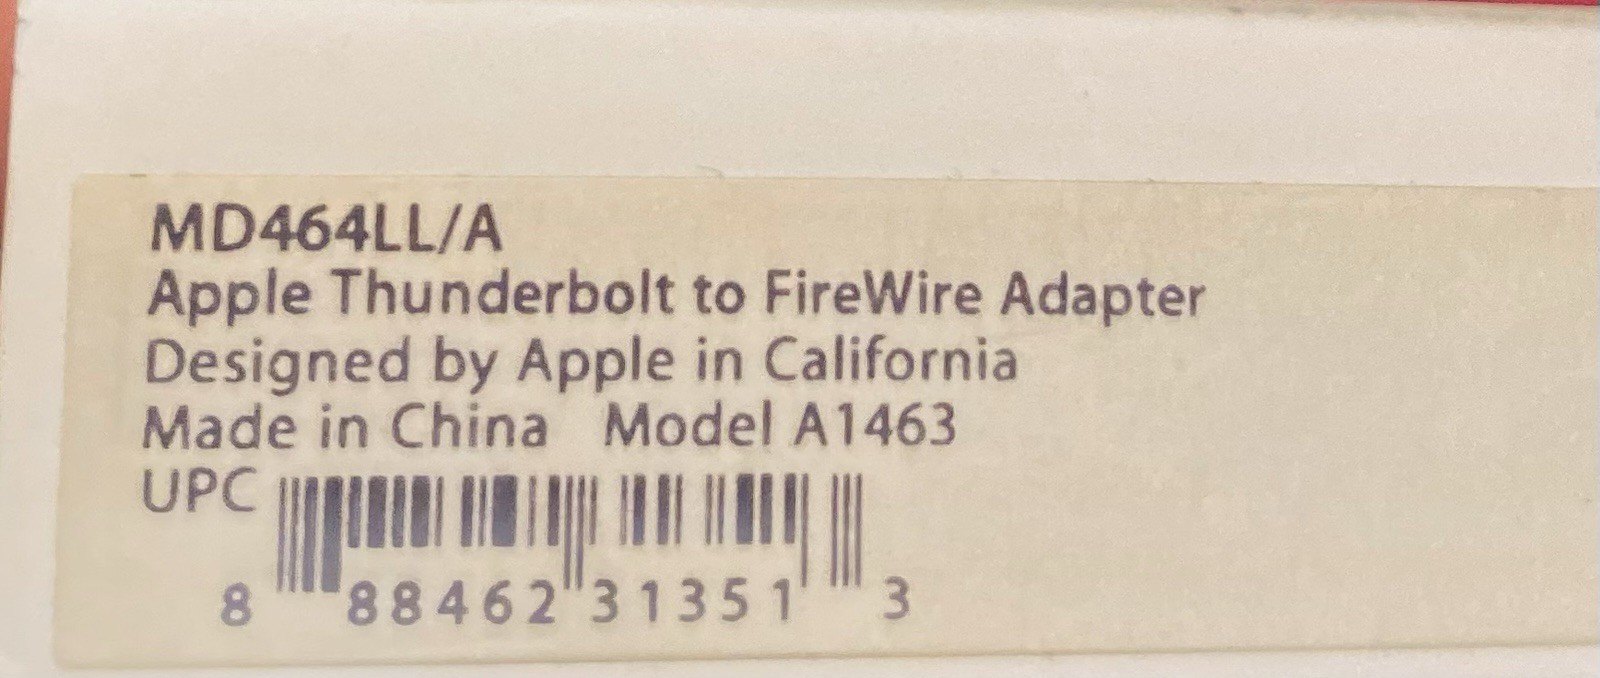 MD464LL/A
Apple Thunderbolt to FireWire Adapter
Designed by Apple in California
Made in China Model A1463
UPC
8 88462 31351 3